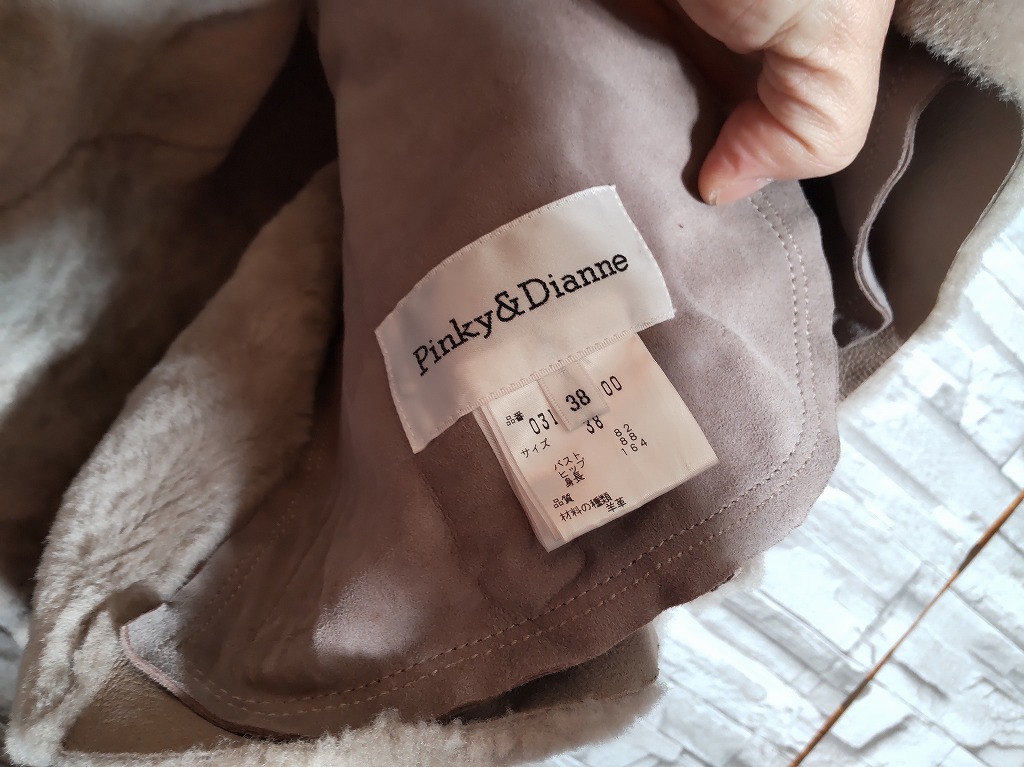 Pinky&Dianne
38
品番 031 00
サイズ 38
バスト 82
ヒップ 88
身長 164
品質
材料の種類
羊革